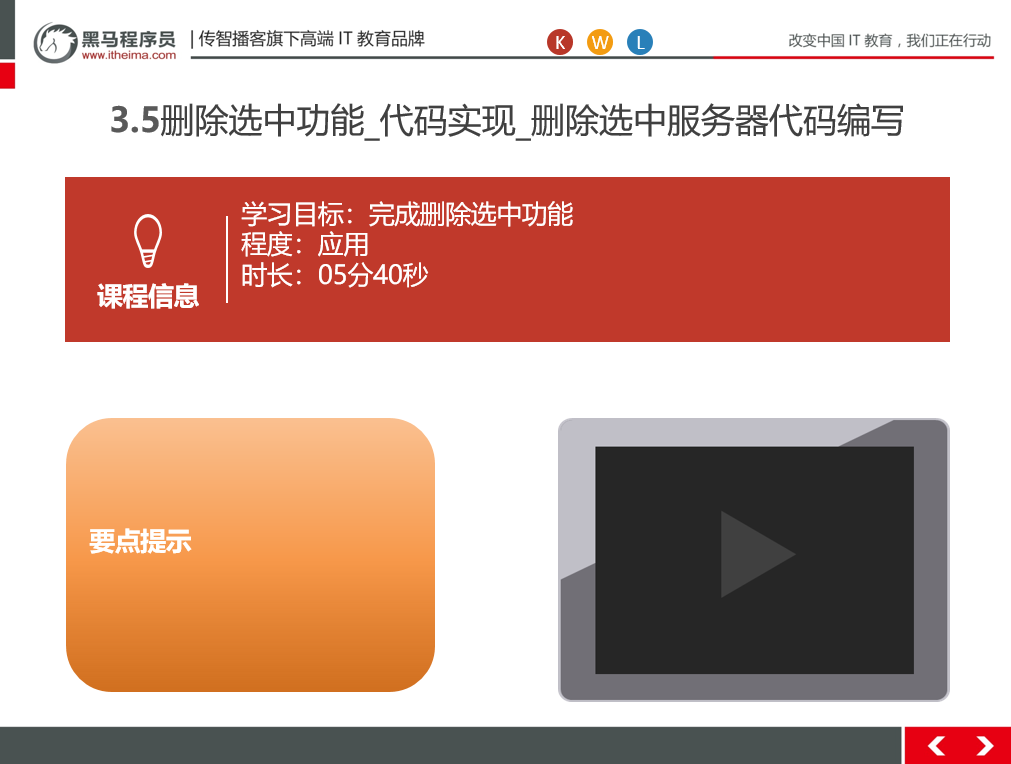 黑马程序员
www.itheima.com
传智播客旗下高端 IT 教育品牌
K W L
改变中国 IT 教育，我们正在行动
3.5删除选中功能_代码实现_删除选中服务器代码编写
课程信息
学习目标：完成删除选中功能
程度：应用
时长：05分40秒
要点提示